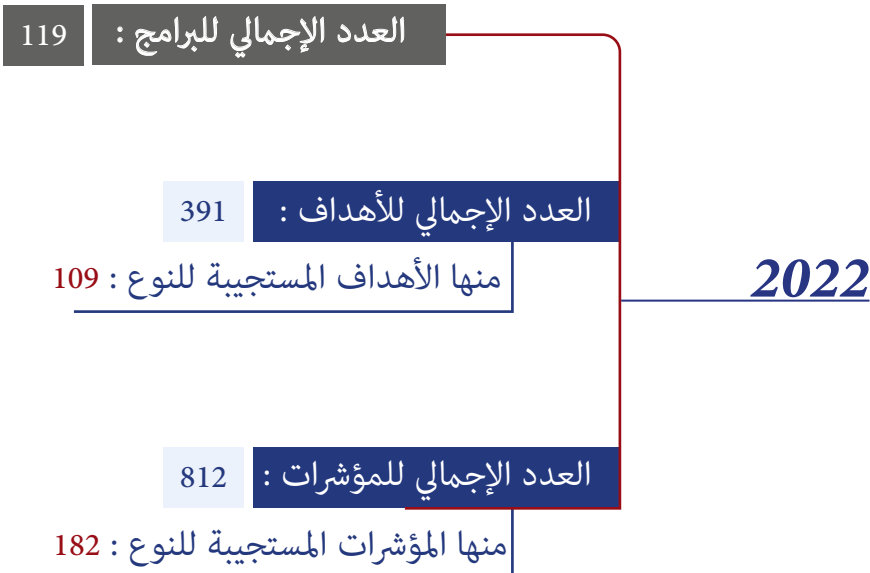 العدد الإجمالي للبرامج : 119
العدد الإجمالي للأهداف : 391
منها الأهداف المستجيبة للنوع : 109
2022
العدد الإجمالي للمؤشرات : 812
منها المؤشرات المستجيبة للنوع : 182